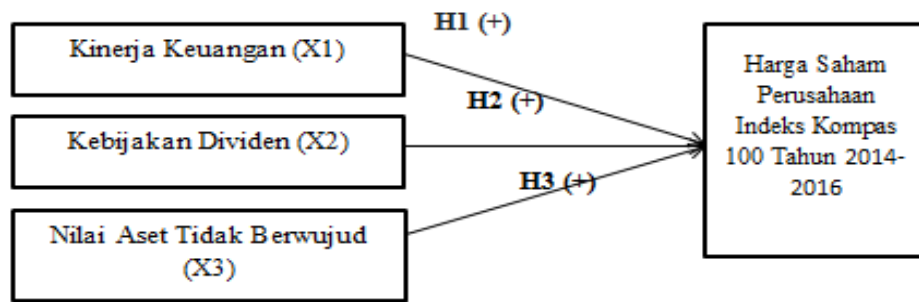 H1 (+)
Kinerja Keuangan (X1)
H2 (+)
Kebijakan Dividen (X2)
H3 (+)
Nilai Aset Tidak Berwujud
(X3)
Harga Saham
Perusahaan
Indeks Kompas
100 Tahun 2014-
2016